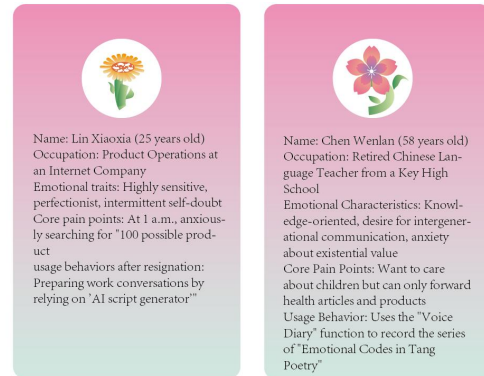 Name: Lin Xiaoxia (25 years old)
Occupation: Product Operations at
an Internet Company
Emotional traits: Highly sensitive,
perfectionist, intermittent self-doubt
Core pain points: At 1 a.m., anxious-
ly searching for "100 possible prod-
uct
usage behaviors after resignation:
Preparing work conversations by
relying on 'AI script generator'"
Name: Chen Wenlan (58 years old)
Occupation: Retired Chinese Lan-
guage Teacher from a Key High
School
Emotional Characteristics: Knowl-
edge-oriented, desire for intergener-
ational communication, anxiety
about existential value
Core Pain Points: Want to care
about children but can only forward
health articles and products
Usage Behavior: Uses the "Voice
Diary" function to record the series
of "Emotional Codes in Tang
Poetry"